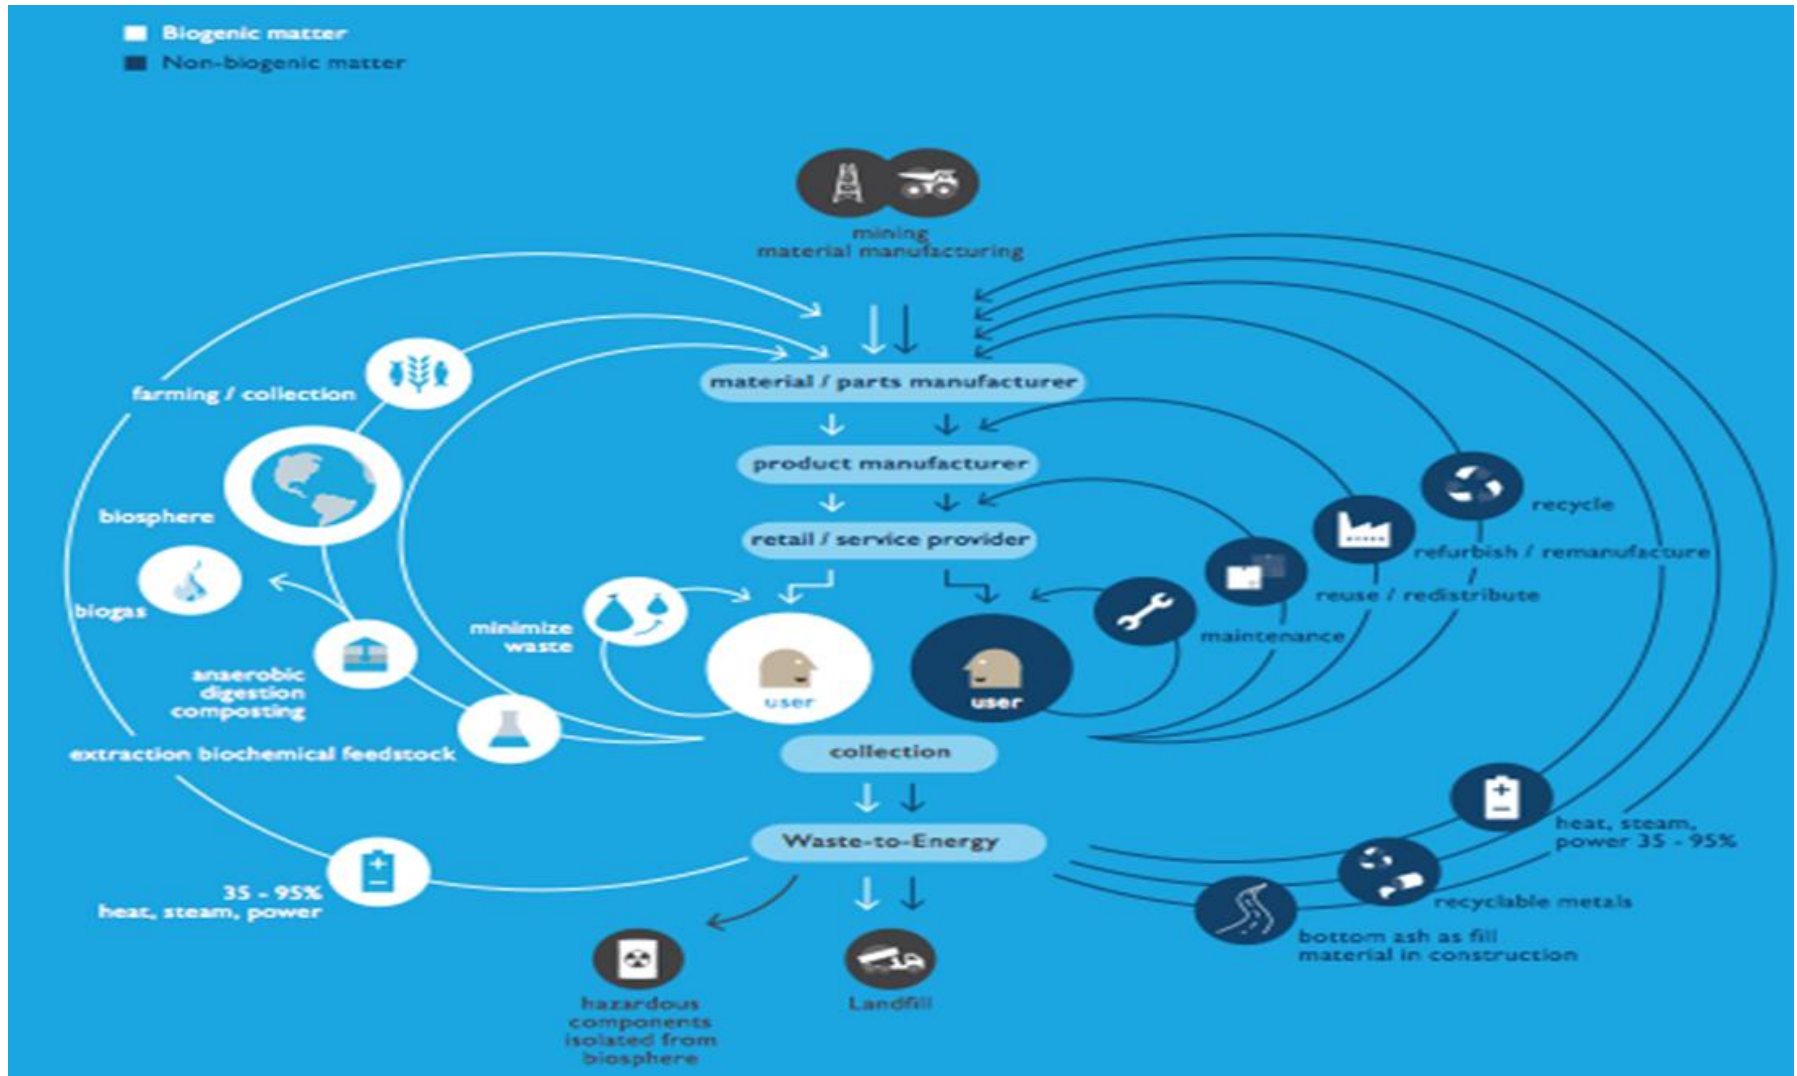 Biogenic matter
Non-biogenic matter
mining
material manufacturing
farming / collection
material / parts manufacturer
product manufacturer
biosphere
recycle
retail / service provider
refurbish / remanufacture
biogas
reuse / redistribute
minimize
waste
maintenance
anaerobic
digestion
composting
user
user
extraction biochemical feedstock
collection
Waste-to-Energy
heat, steam,
power 35 - 95%
35 - 95%
heat, steam, power
recyclable metals
bottom ash as fill
material in construction
hazardous
components
isolated from
biosphere
Landfill